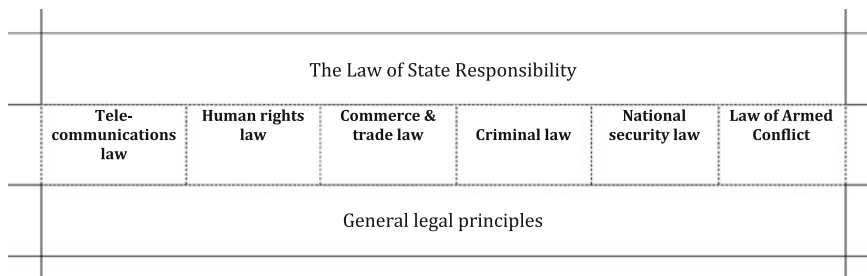 The Law of State Responsibility
Tele-
communications
law
Human rights
law
Commerce &
trade law
Criminal law
National
security law
Law of Armed
Conflict
General legal principles